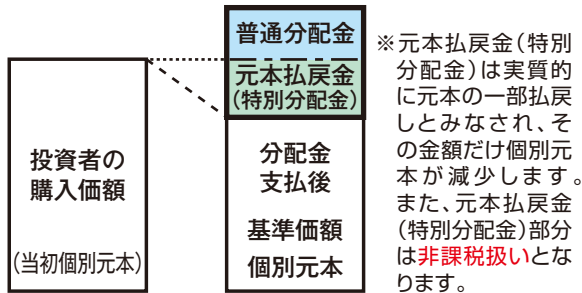 投資者の
購入価額
(当初個別元本)
普通分配金
元本払戻金
(特別分配金)
分配金
支払後
基準価額
個別元本
※元本払戻金(特別
分配金)は実質的
に元本の一部払戻
しとみなされ、そ
の金額だけ個別元
本が減少します。
また、元本払戻金
(特別分配金)部分
は非課税扱いとな
ります。